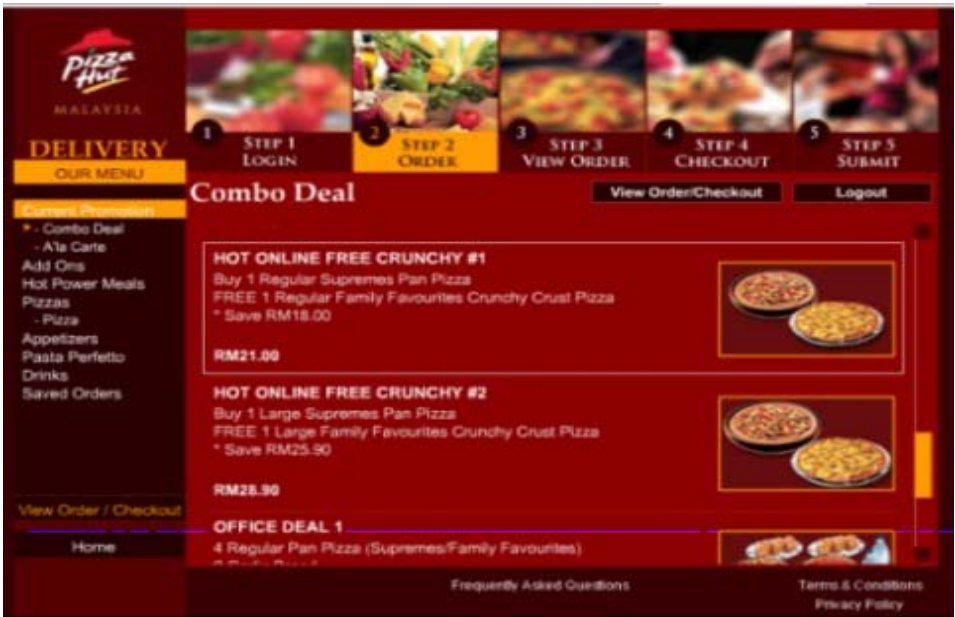 Pizza
Hut
MALAYSIA
DELIVERY
OUR MENU
Current Promotion
- Combo Deal
- A'la Carte
Add Ons
Hot Power Meals
Pizzas
- Pizza
Appetizers
Pasta Perfetto
Drinks
Saved Orders
View Order / Checkout
Home
1 STEP 1
LOGIN
2 STEP 2
ORDER
3 STEP 3
VIEW ORDER
4 STEP 4
CHECKOUT
5 STEP 5
SUBMIT
Combo Deal
View Order/Checkout
Logout
HOT ONLINE FREE CRUNCHY #1
Buy 1 Regular Supremes Pan Pizza
FREE 1 Regular Family Favourites Crunchy Crust Pizza
* Save RM18.00
RM21.00
HOT ONLINE FREE CRUNCHY #2
Buy 1 Large Supremes Pan Pizza
FREE 1 Large Family Favourites Crunchy Crust Pizza
* Save RM25.90
RM28.90
OFFICE DEAL 1
4 Regular Pan Pizza (Supremes/Family Favourites)
Frequently Asked Questions
Terms & Conditions
Privacy Policy